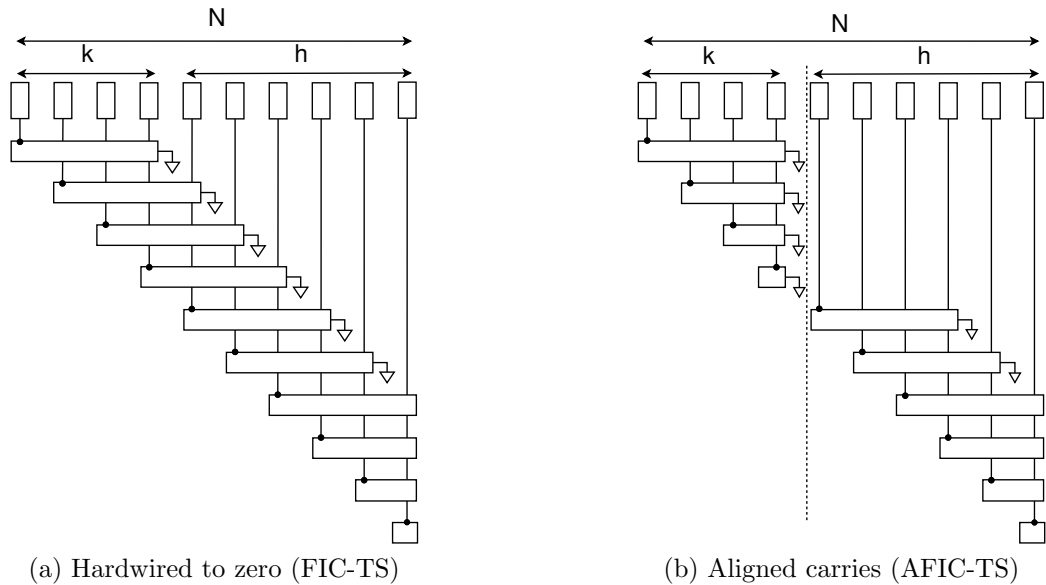 N
k h
(a) Hardwired to zero (FIC-TS)
N
k h
(b) Aligned carries (AFIC-TS)